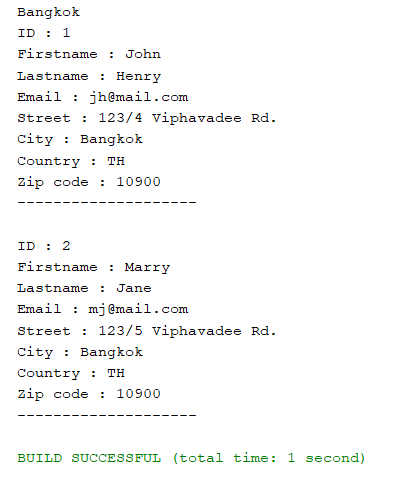 Bangkok
ID : 1
Firstname : John
Lastname : Henry
Email : jh@mail.com
Street : 123/4 Viphavadee Rd.
City : Bangkok
Country : TH
Zip code : 10900
--------------------
ID : 2
Firstname : Marry
Lastname : Jane
Email : mj@mail.com
Street : 123/5 Viphavadee Rd.
City : Bangkok
Country : TH
Zip code : 10900
--------------------
BUILD SUCCESSFUL (total time: 1 second)